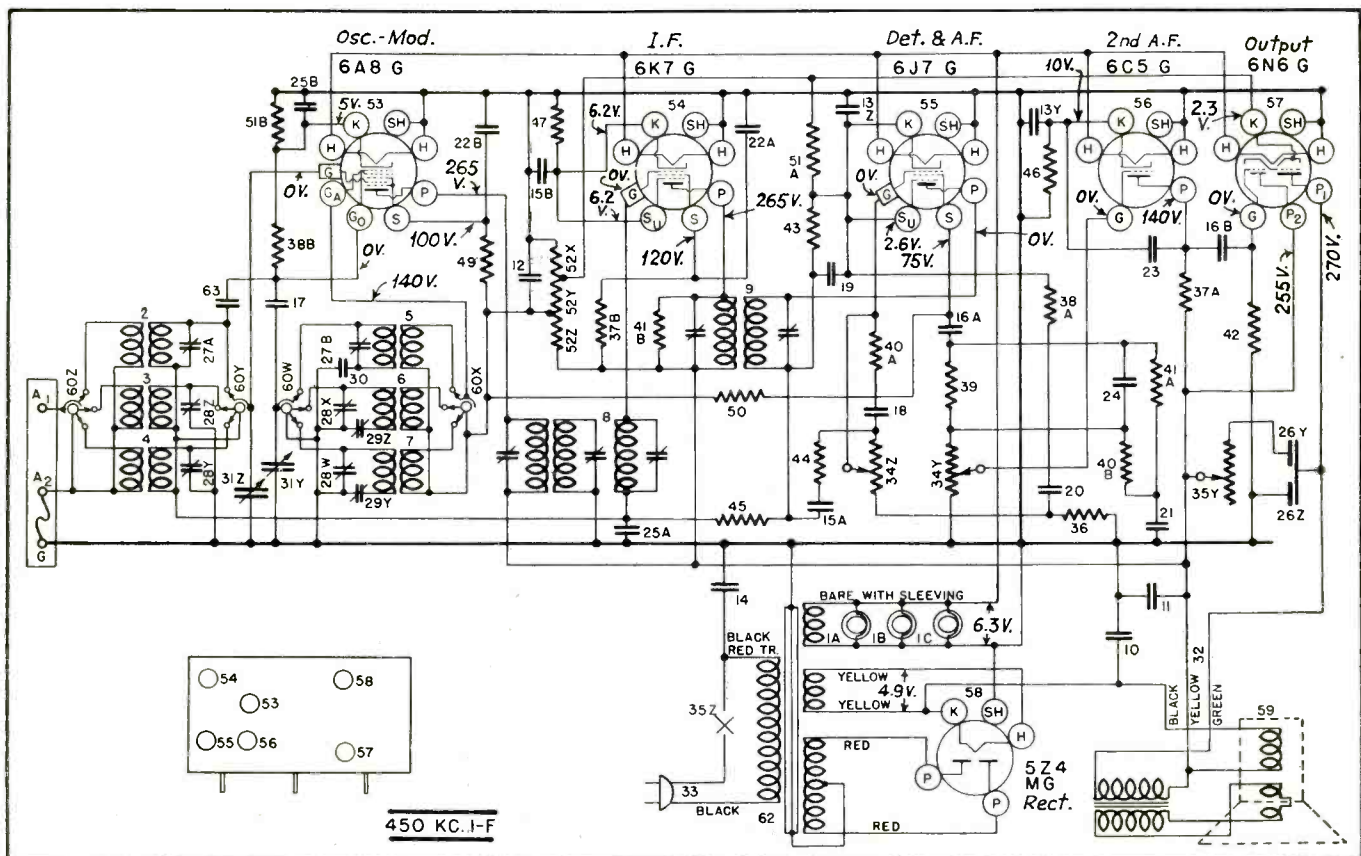 Osc.-Mod. I.F. Det. & A.F. 2nd A.F. Output
6A8 G 6K7 G 6J7 G 6C5 G 6N6 G
25B 5V. 53 47 6.2V. 54 13 Z 55 10V. 13Y 56 2.3 V. 57
51B K SH K SH K SH K SH K SH
H H 22B H H 22A 51 A H H 46 H H H H
G P 265 V. 15B 0V. P G P P P1
0V. GA GO S 6.2 V. G SU S 265V. 0V. SU S 0V. G 140V. 0V. G P2
38B 0V. 100V. 49 12 52X 120V. 43 2.6V. 75V. 0V. 23 16B 270V.
140V. 52Y 9 19 38 A 37A 42 255V.
63 17 52Z 37B 41 B 16A
2 27A 5 27B 40 A 39 24 41A
60Z 3 60Y 60W 30 6 60X 50 18
A1 28Z 28X 29Z 8 44 34Z 34Y 40 B 26Y
4 28Y 7 28W 20 35Y
A2 31Z 31Y 29Y 45 15A 36 21 26Z
G 25A
14 BARE WITH SLEEVING 11
1A 1B 1C 6.3V. 10
BLACK
RED TR.
YELLOW 4.9V. 58 BLACK YELLOW 32 GREEN
54 58 35Z YELLOW K SH 59
53 RED H
55 56 57 P 5Z4
33 P MG
BLACK 62 RED Rect.
450 KC. I-F